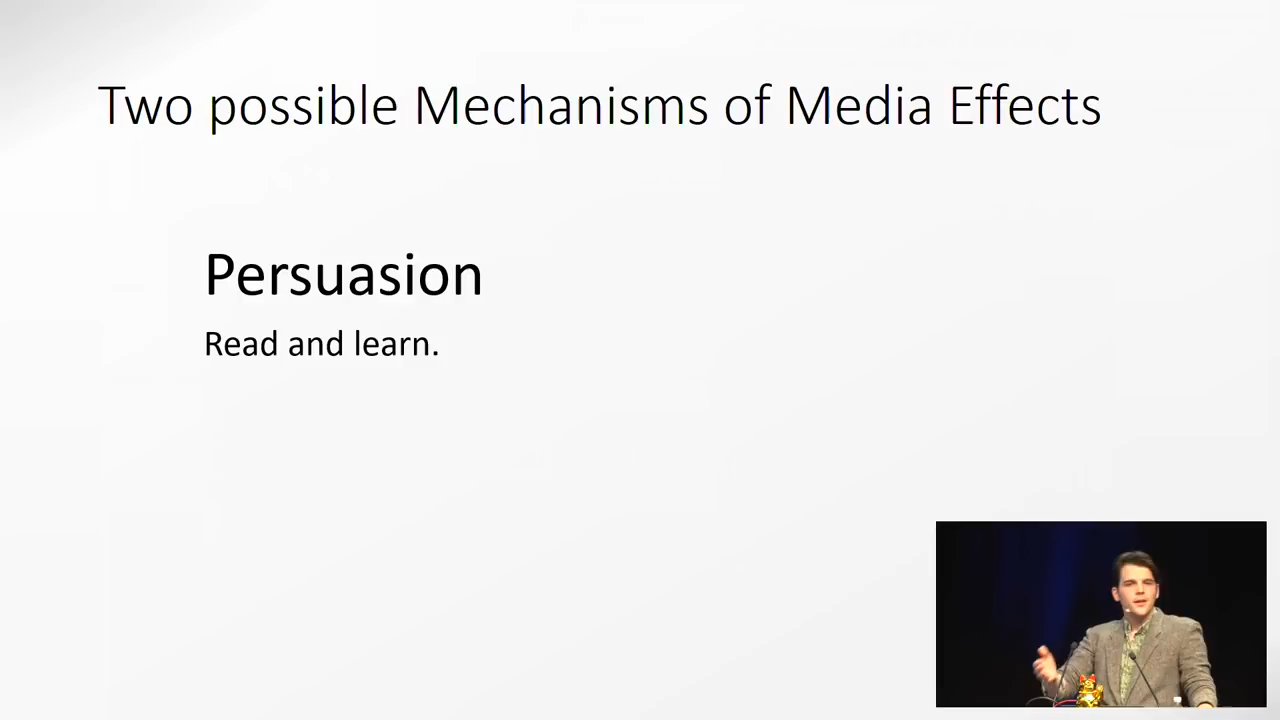 Two possible Mechanisms of Media Effects
Persuasion
Read and learn.